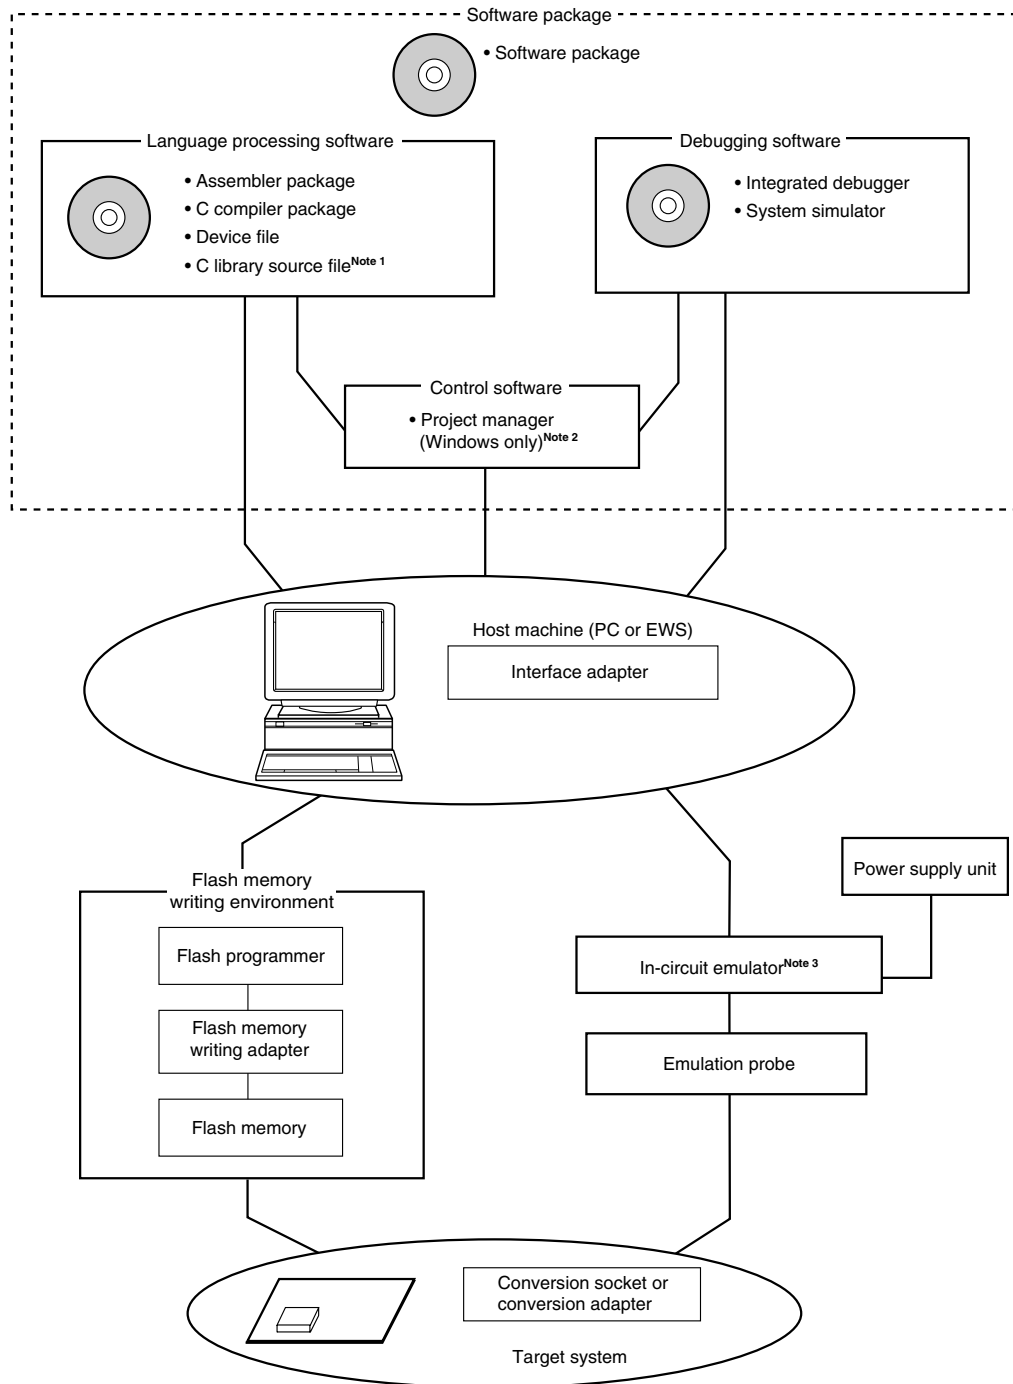 Software package
• Software package
Language processing software
• Assembler package
• C compiler package
• Device file
• C library source fileNote 1
Debugging software
• Integrated debugger
• System simulator
Control software
• Project manager
(Windows only)Note 2
Host machine (PC or EWS)
Interface adapter
Flash memory
writing environment
Flash programmer
Flash memory
writing adapter
Flash memory
Power supply unit
In-circuit emulatorNote 3
Emulation probe
Conversion socket or
conversion adapter
Target system